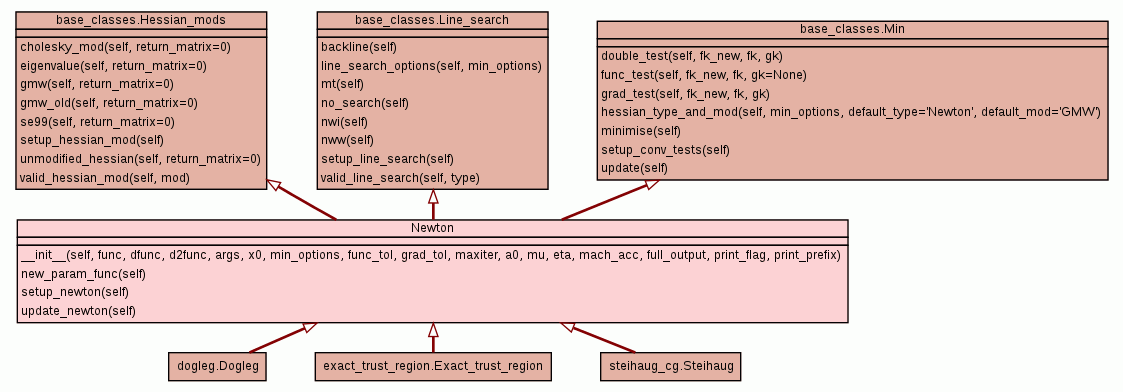 base_classes.Hessian_mods
cholesky_mod(self, return_matrix=0)
eigenvalue(self, return_matrix=0)
gmw(self, return_matrix=0)
gmw_old(self, return_matrix=0)
se99(self, return_matrix=0)
setup_hessian_mod(self)
unmodified_hessian(self, return_matrix=0)
valid_hessian_mod(self, mod)
base_classes.Line_search
backline(self)
line_search_options(self, min_options)
mt(self)
no_search(self)
nwi(self)
nww(self)
setup_line_search(self)
valid_line_search(self, type)
base_classes.Min
double_test(self, fk_new, fk, gk)
func_test(self, fk_new, fk, gk=None)
grad_test(self, fk_new, fk, gk)
hessian_type_and_mod(self, min_options, default_type='Newton', default_mod='GMW')
minimise(self)
setup_conv_tests(self)
update(self)
Newton
__init__(self, func, dfunc, d2func, args, x0, min_options, func_tol, grad_tol, maxiter, a0, mu, eta, mach_acc, full_output, print_flag, print_prefix)
new_param_func(self)
setup_newton(self)
update_newton(self)
dogleg.Dogleg
exact_trust_region.Exact_trust_region
steihaug_cg.Steihaug